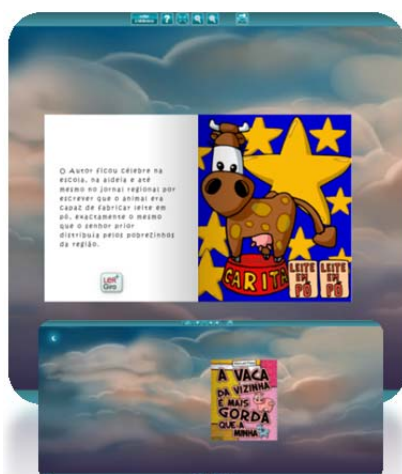 O Autor ficou célebre na
escola, na aldeia e até
mesmo no jornal regional por
escrever que o animal era
capaz de fabricar leite em
pó, exactamente o mesmo
que o senhor prior
distribuía pelos pobrezinhos
da região.
LER
CARITA
LEITE
EM
PÓ
LEITE
EM
PÓ
A VACA
DA VIZINHA
É MAIS
GORDA
QUE A
MINHA